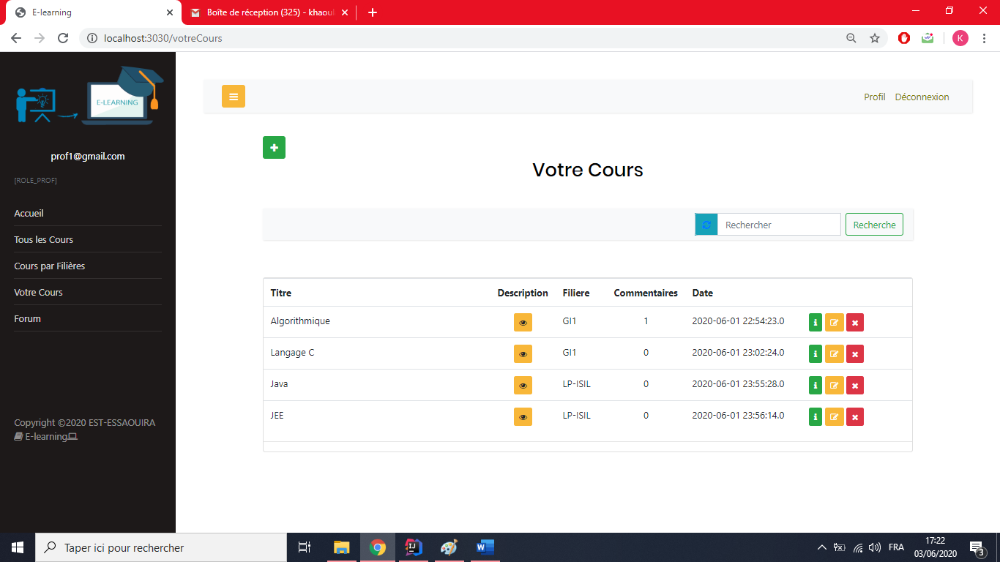 E-learning
Boîte de réception (325) - khaoul
localhost:3030/votreCours
K
E-LEARNING
Profil Déconnexion
prof1@gmail.com
[ROLE_PROF]
Accueil
Tous les Cours
Cours par Filières
Votre Cours
Forum
Copyright ©2020 EST-ESSAOUIRA
E-learning
Votre Cours
Rechercher Recherche
Titre Description Filiere Commentaires Date
Algorithmique GI1 1 2020-06-01 22:54:23.0
Langage C GI1 0 2020-06-01 23:02:24.0
Java LP-ISIL 0 2020-06-01 23:55:28.0
JEE LP-ISIL 0 2020-06-01 23:56:14.0
Taper ici pour rechercher
IJ
W
FRA
17:22
03/06/2020
3